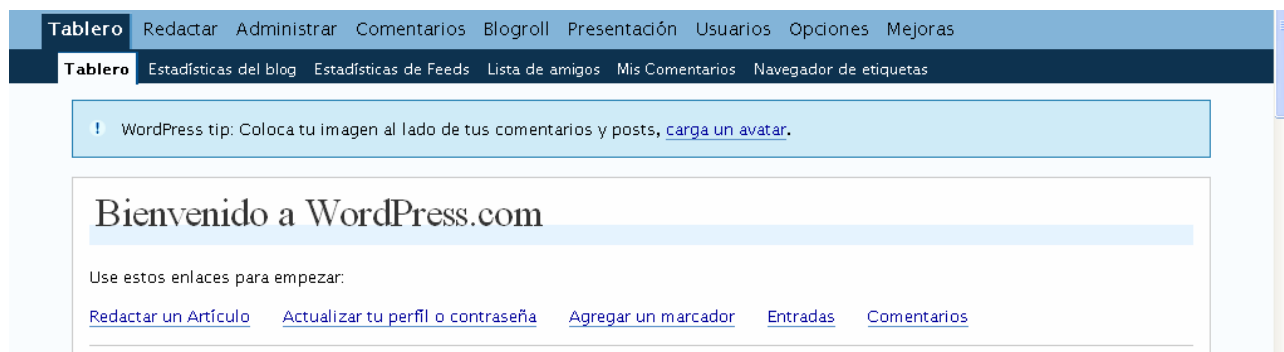 Tablero Redactar Administrar Comentarios Blogroll Presentación Usuarios Opciones Mejoras
Tablero Estadísticas del blog Estadísticas de Feeds Lista de amigos Mis Comentarios Navegador de etiquetas
! WordPress tip: Coloca tu imagen al lado de tus comentarios y posts, carga un avatar.
Bienvenido a WordPress.com
Use estos enlaces para empezar:
Redactar un Artículo Actualizar tu perfil o contraseña Agregar un marcador Entradas Comentarios